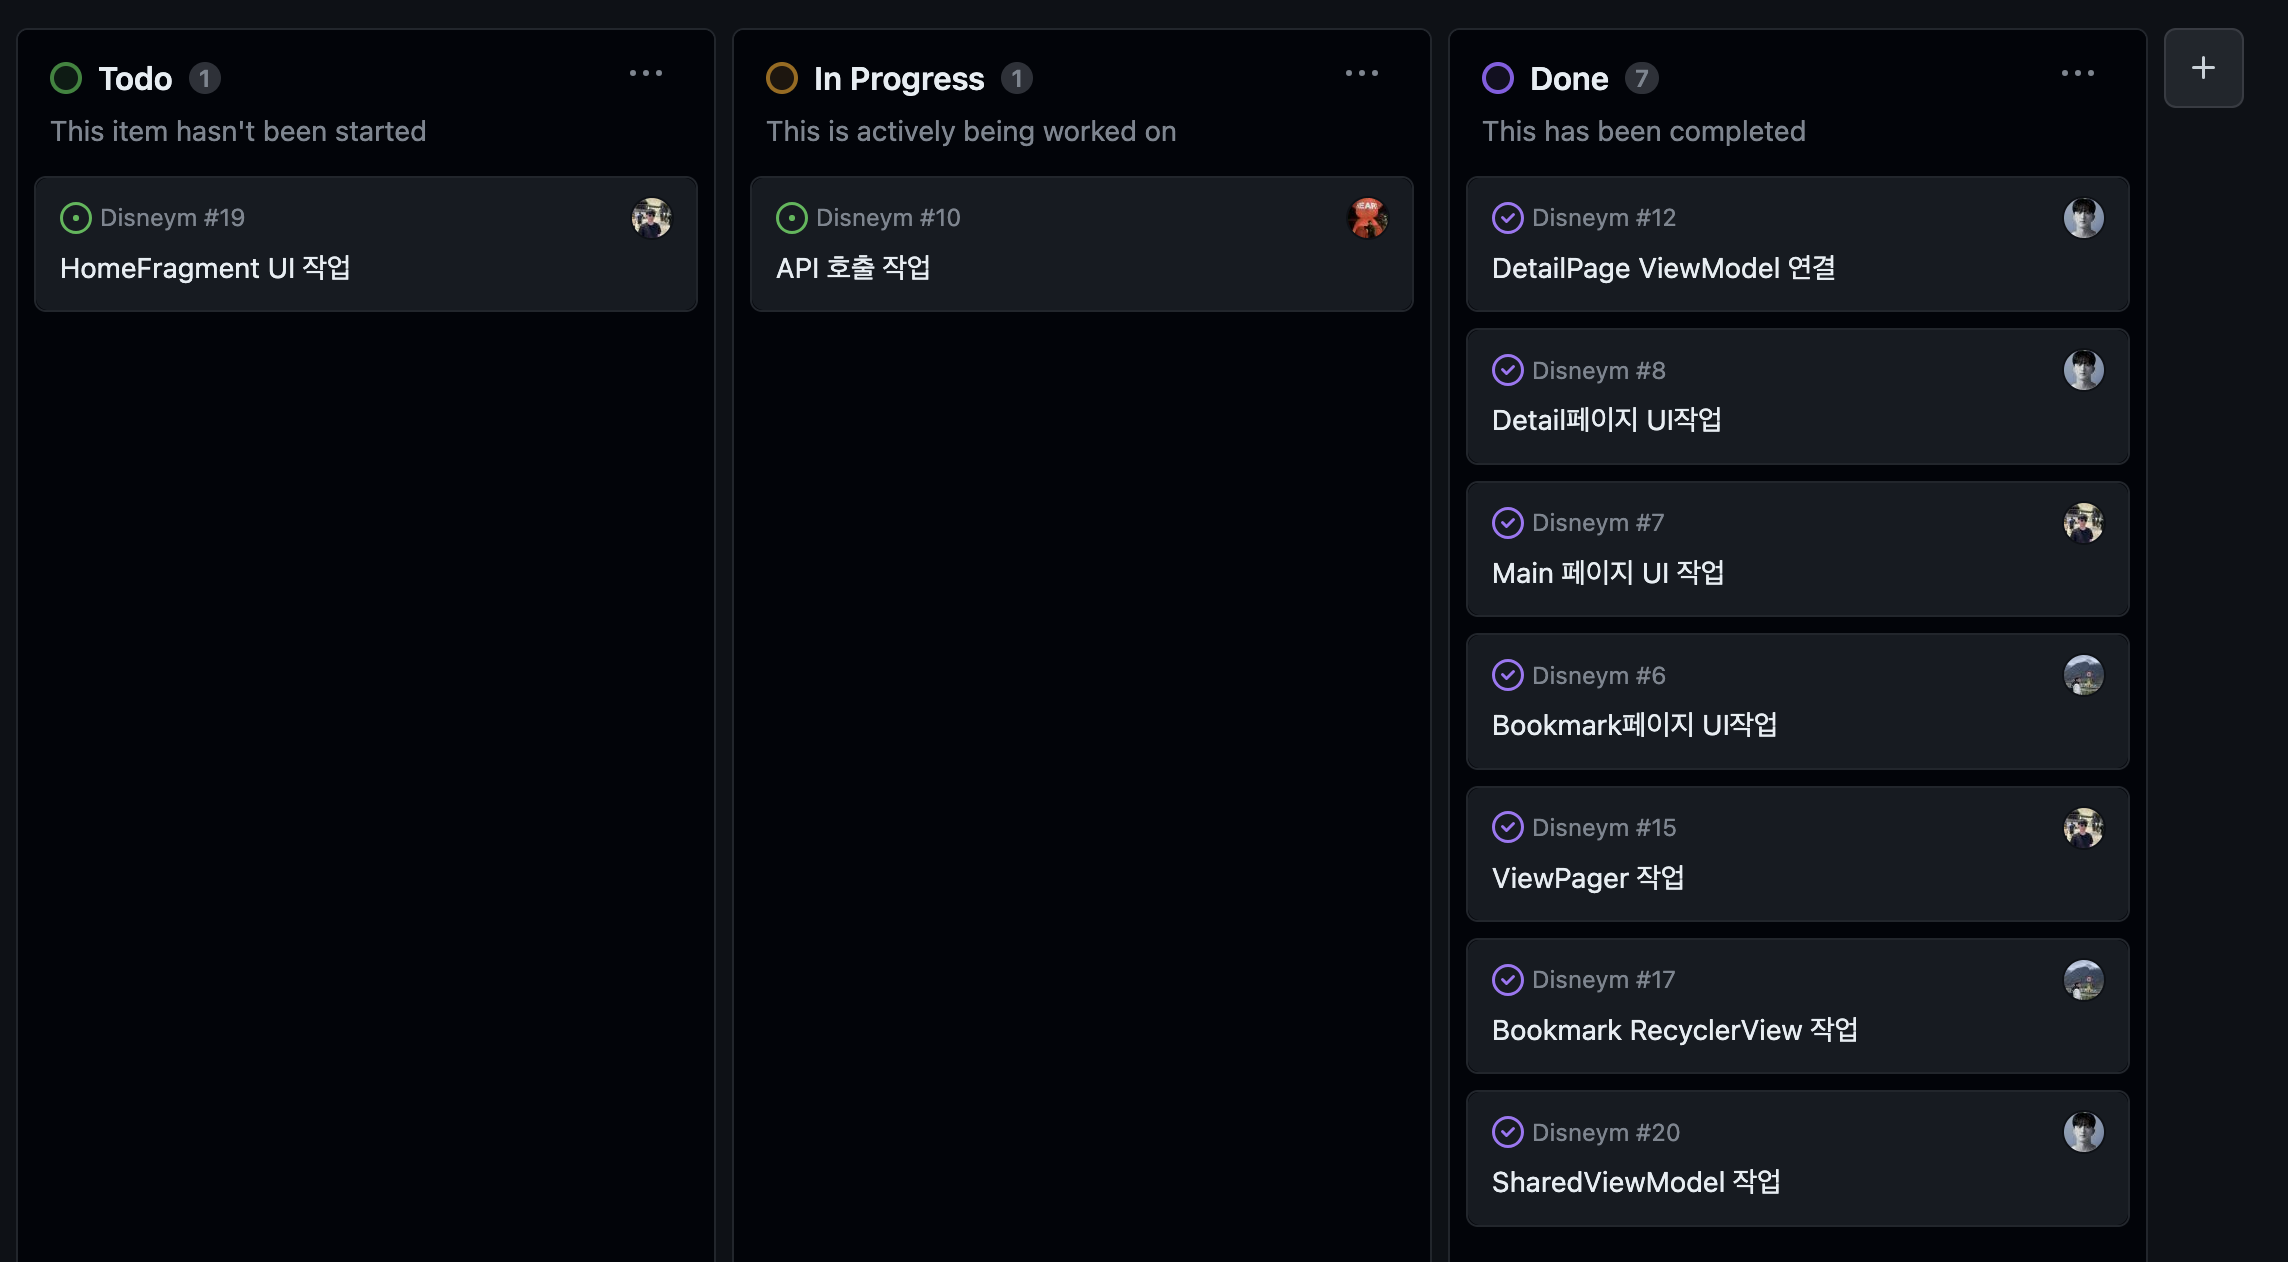 Todo 1
This item hasn't been started
Disneym #19
HomeFragment UI 작업
In Progress 1
This is actively being worked on
Disneym #10
API 호출 작업
Done 7
This has been completed
Disneym #12
DetailPage ViewModel 연결
Disneym #8
Detail페이지 UI작업
Disneym #7
Main 페이지 UI 작업
Disneym #6
Bookmark페이지 UI작업
Disneym #15
ViewPager 작업
Disneym #17
Bookmark RecyclerView 작업
Disneym #20
SharedViewModel 작업